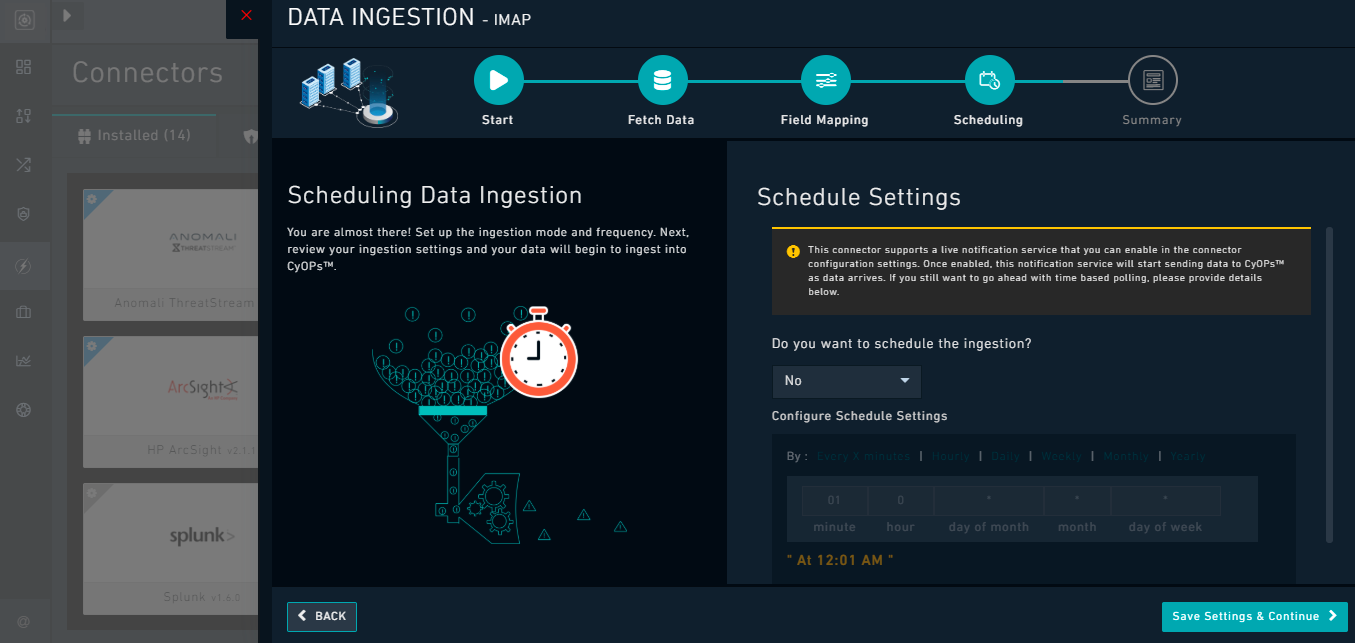 DATA INGESTION - IMAP
Connectors
Start
Fetch Data
Field Mapping
Scheduling
Summary
Installed (14)
Scheduling Data Ingestion
You are almost there! Set up the ingestion mode and frequency. Next,
review your ingestion settings and your data will begin to ingest into
CyOPs™.
Schedule Settings
This connector supports a live notification service that you can enable in the connector
configuration settings. Once enabled, this notification service will start sending data to CyOPs™
as data arrives. If you still want to go ahead with time based polling, please provide details
below.
Do you want to schedule the ingestion?
No
Configure Schedule Settings
By : Every X minutes | Hourly | Daily | Weekly | Monthly | Yearly
01 0 * * *
minute hour day of month month day of week
" At 12:01 AM "
ANOMALI
THREATSTREAM
Anomali ThreatStream
ArcSight
HP ArcSight v2.1.1
splunk>
Splunk v.1.6.0
@
BACK
Save Settings & Continue